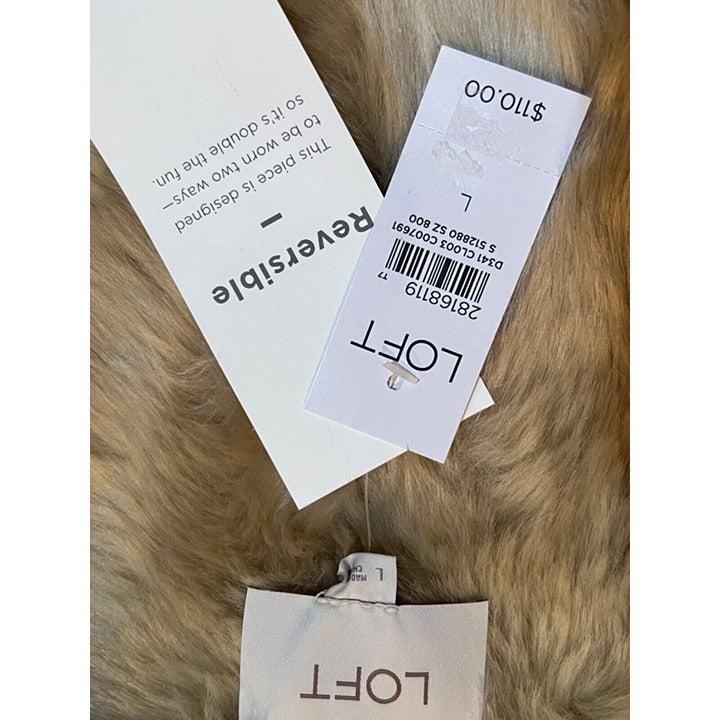 Reversible
This piece is designed
to be worn two ways—
so it's double the fun.
LOFT
28168119
17
D341 CL003 C007691
S 512880 SZ 800
L
$110.00
L
LOFT